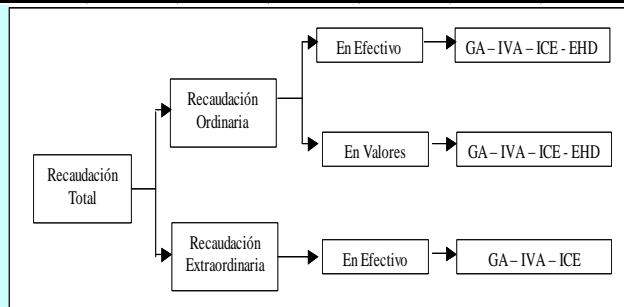 En Efectivo
GA – IVA – ICE - EHD
Recaudación
Ordinaria
En Valores
GA – IVA – ICE - EHD
Recaudación
Total
Recaudación
Extraordinaria
En Efectivo
GA – IVA – ICE